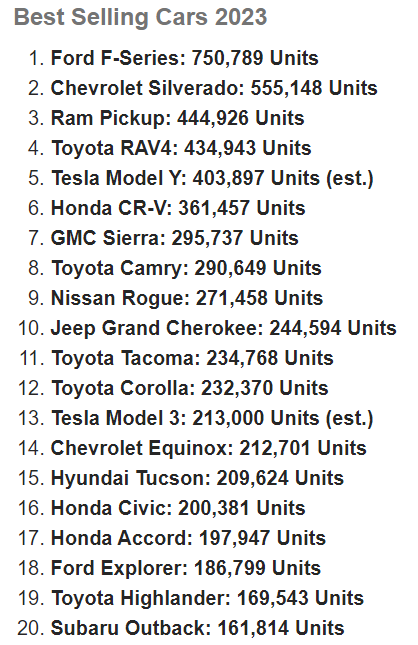 Best Selling Cars 2023
1. Ford F-Series: 750,789 Units
2. Chevrolet Silverado: 555,148 Units
3. Ram Pickup: 444,926 Units
4. Toyota RAV4: 434,943 Units
5. Tesla Model Y: 403,897 Units (est.)
6. Honda CR-V: 361,457 Units
7. GMC Sierra: 295,737 Units
8. Toyota Camry: 290,649 Units
9. Nissan Rogue: 271,458 Units
10. Jeep Grand Cherokee: 244,594 Units
11. Toyota Tacoma: 234,768 Units
12. Toyota Corolla: 232,370 Units
13. Tesla Model 3: 213,000 Units (est.)
14. Chevrolet Equinox: 212,701 Units
15. Hyundai Tucson: 209,624 Units
16. Honda Civic: 200,381 Units
17. Honda Accord: 197,947 Units
18. Ford Explorer: 186,799 Units
19. Toyota Highlander: 169,543 Units
20. Subaru Outback: 161,814 Units